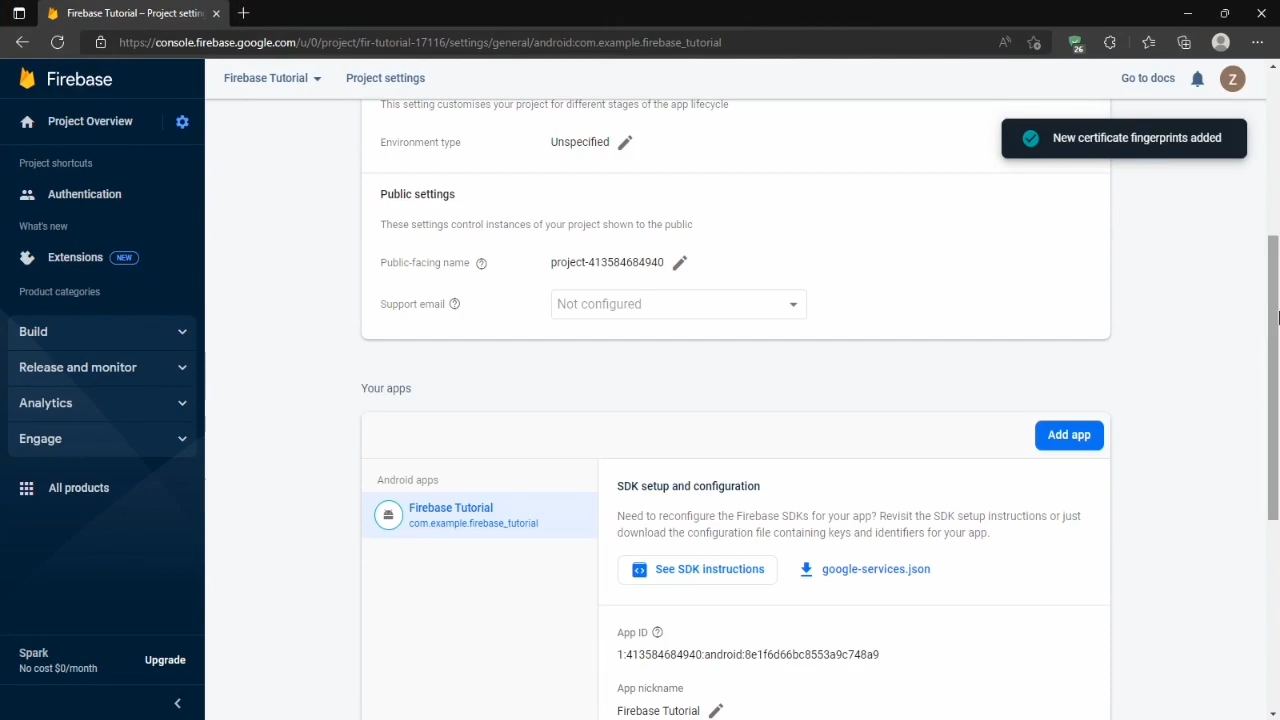 Firebase Tutorial – Project settin
https://console.firebase.google.com/u/0/project/fir-tutorial-17116/settings/general/android:com.example.firebase_tutorial
26
Firebase
Firebase Tutorial
Project settings
Go to docs
Z
Project Overview
Project shortcuts
Authentication
What's new
Extensions NEW
Product categories
Build
Release and monitor
Analytics
Engage
All products
Spark
No cost $0/month
Upgrade
This setting customises your project for different stages of the app lifecycle
Environment type
Unspecified
New certificate fingerprints added
Public settings
These settings control instances of your project shown to the public
Public-facing name
project-413584684940
Support email
Not configured
Your apps
Add app
Android apps
Firebase Tutorial
com.example.firebase_tutorial
SDK setup and configuration
Need to reconfigure the Firebase SDKs for your app? Revisit the SDK setup instructions or just
download the configuration file containing keys and identifiers for your app.
See SDK instructions
google-services.json
App ID
1:413584684940:android:8e1f6d66bc8553a9c748a9
App nickname
Firebase Tutorial